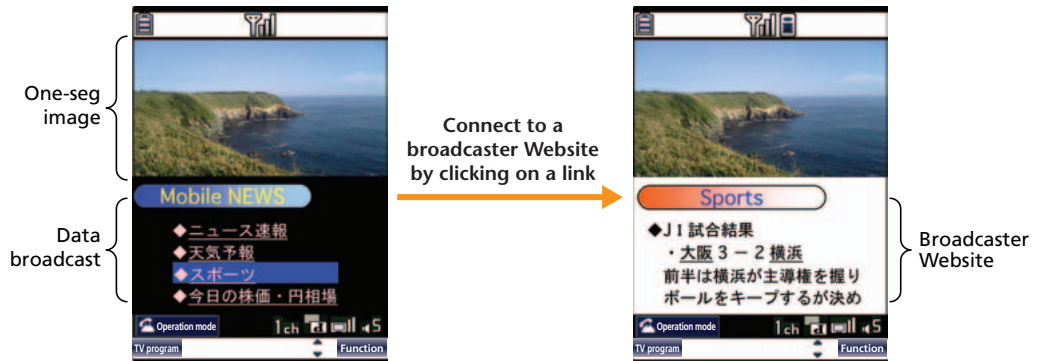 One-seg
image
Data
broadcast
Mobile NEWS
◆ニュース速報
◆天気予報
◆スポーツ
◆今日の株価・円相場
Operation mode
1ch
5
TV program
Function
Connect to a
broadcaster Website
by clicking on a link
Sports
◆J1試合結果
・大阪 3 － 2 横浜
前半は横浜が主導権を握り
ボールをキープするが決め
Operation mode
1ch
5
TV program
Function
Broadcaster
Website